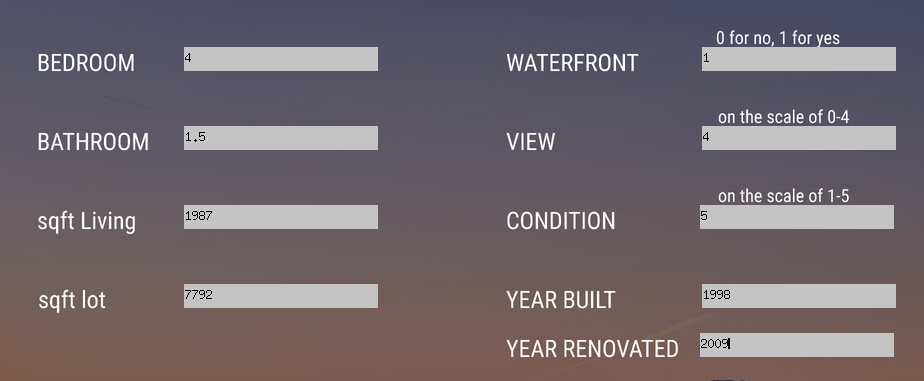 0 for no, 1 for yes
BEDROOM 4 WATERFRONT 1
on the scale of 0-4
BATHROOM 1.5 VIEW 4
on the scale of 1-5
sqft Living 1987 CONDITION 5
sqft lot 7792 YEAR BUILT 1998
YEAR RENOVATED 2009